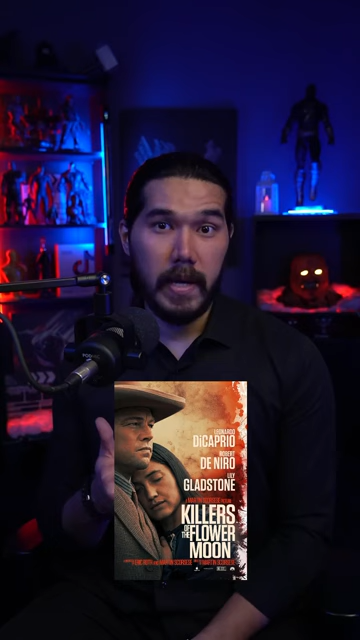 LEONARDO
DiCAPRIO
ROBERT
DE NIRO
LILY
GLADSTONE
KILLERS
OF THE FLOWER
MOON